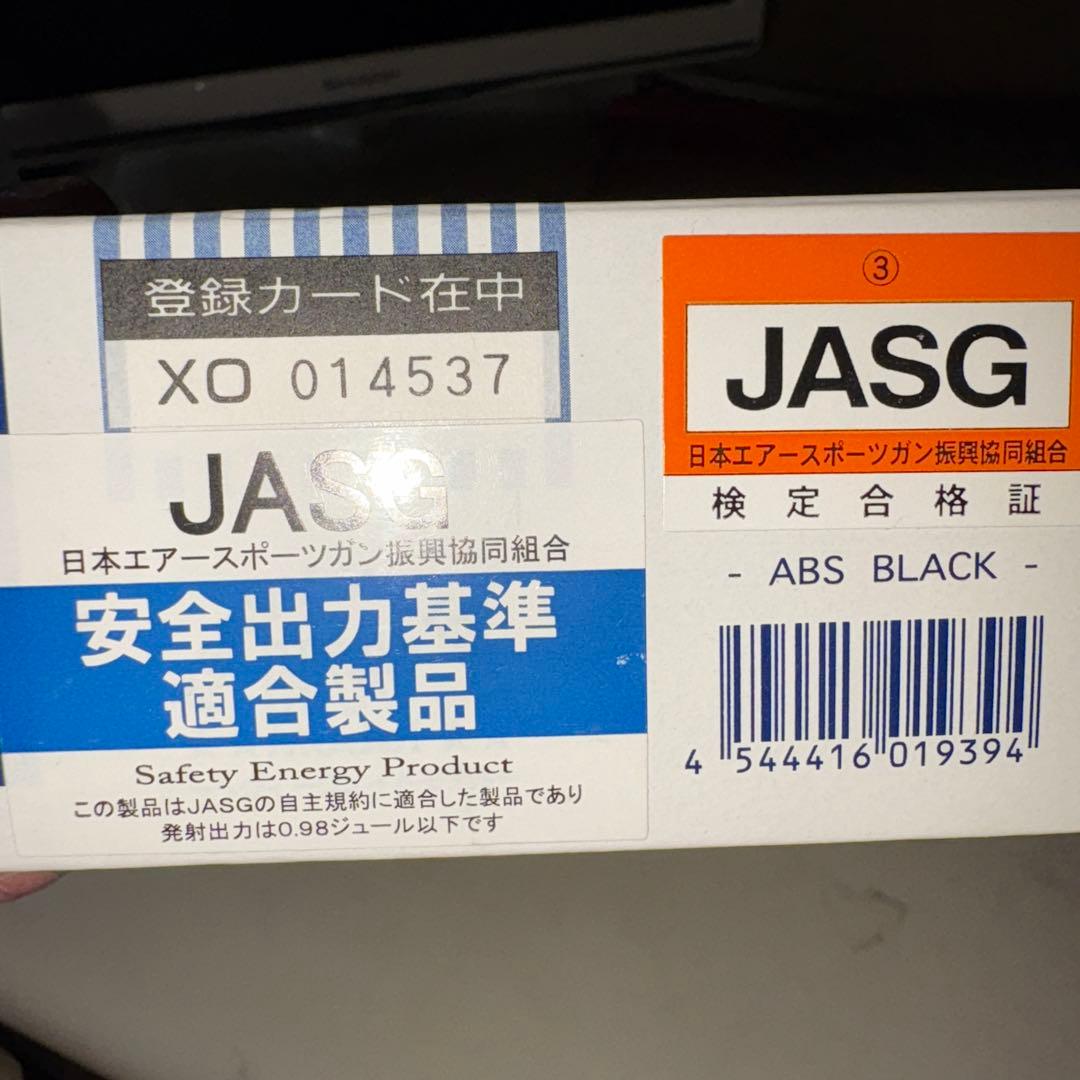 登録カード在中
XO 014537
JASG
日本エアースポーツガン振興協同組合
安全出力基準
適合製品
Safety Energy Product
この製品はJASGの自主規約に適合した製品であり
発射出力は0.98ジュール以下です
③
JASG
日本エアースポーツガン振興協同組合
検定合格証
- ABS BLACK -
4 544416 019394